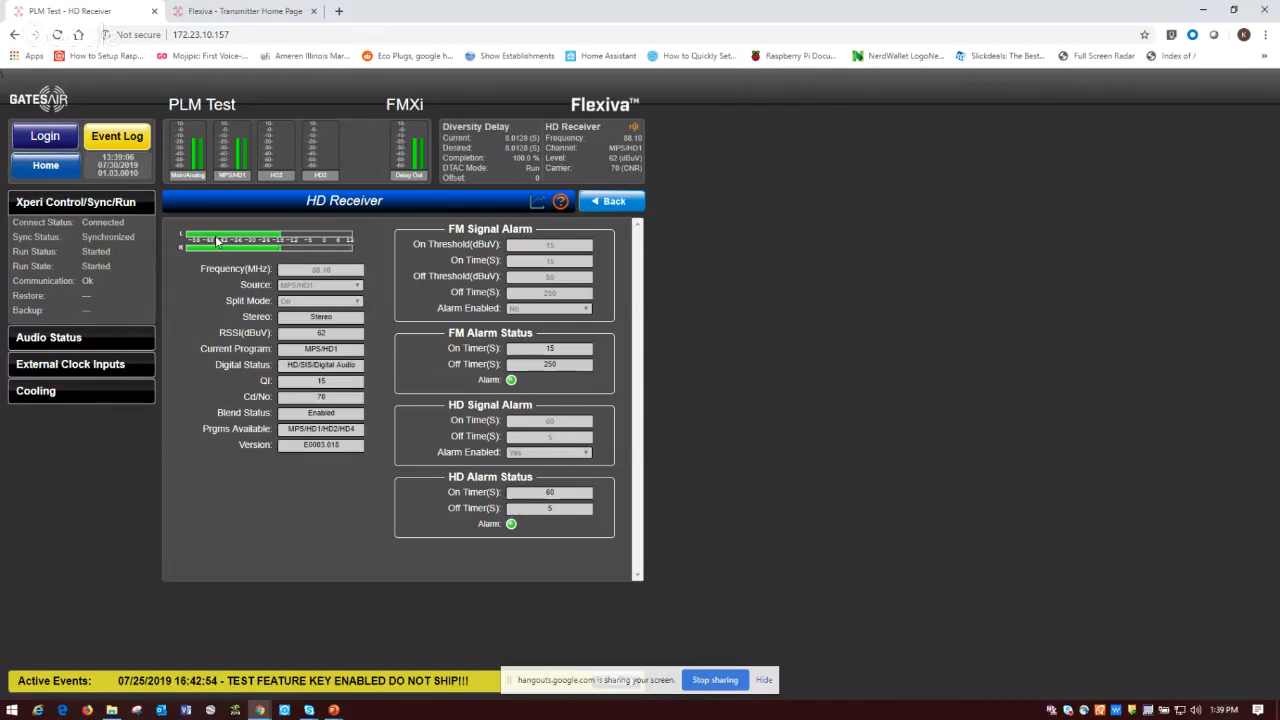 PLM Test - HD Receiver
Flexiva - Transmitter Home Page
Not secure
172.23.10.157
Apps
How to Setup Rasp...
Mojipic: First Voice-...
Ameren Illinois Mar...
Eco Plugs, google h...
Show Establishments
Home Assistant
How to Quickly Set...
Raspberry Pi Docu...
NerdWallet LogoNe...
Slickdeals: The Best...
Full Screen Radar
Index of /
GATESAIR
PLM Test
FMXi
Flexiva™
Login
Event Log
Home
13:39:06
07/30/2019
01.03.0010
Main/Analog
MPS/HD1
HD2
HD3
Delay Out
Diversity Delay
Current: 8.0128 (S)
Desired: 8.0128 (S)
Completion: 100.0 %
DTAC Mode: Run
Offset: 0
HD Receiver
Frequency: 88.10
Channel: MPS/HD1
Level: 62 (dBuV)
Carrier: 70 (CNR)
Xperi Control/Sync/Run
Connect Status: Connected
Sync Status: Synchronized
Run Status: Started
Run State: Started
Communication: Ok
Restore: ---
Backup: ---
Audio Status
External Clock Inputs
Cooling
HD Receiver
Back
L
R
Frequency(MHz): 88.10
Source: MPS/HD1
Split Mode: On
Stereo: Stereo
RSSI(dBuV): 62
Current Program: MPS/HD1
Digital Status: HD/SIS/Digital Audio
QI: 15
Cd/No: 70
Blend Status: Enabled
Prgms Available: MPS/HD1/HD2/HD4
Version: E0003.018
FM Signal Alarm
On Threshold(dBuV): 15
On Time(S): 15
Off Threshold(dBuV): 50
Off Time(S): 250
Alarm Enabled: No
FM Alarm Status
On Timer(S): 15
Off Timer(S): 250
Alarm:
HD Signal Alarm
On Time(S): 60
Off Time(S): 5
Alarm Enabled: Yes
HD Alarm Status
On Timer(S): 60
Off Timer(S): 5
Alarm:
Active Events: 07/25/2019 16:42:54 - TEST FEATURE KEY ENABLED DO NOT SHIP!!!
hangouts.google.com is sharing your screen.
Stop sharing
Hide
1:39 PM